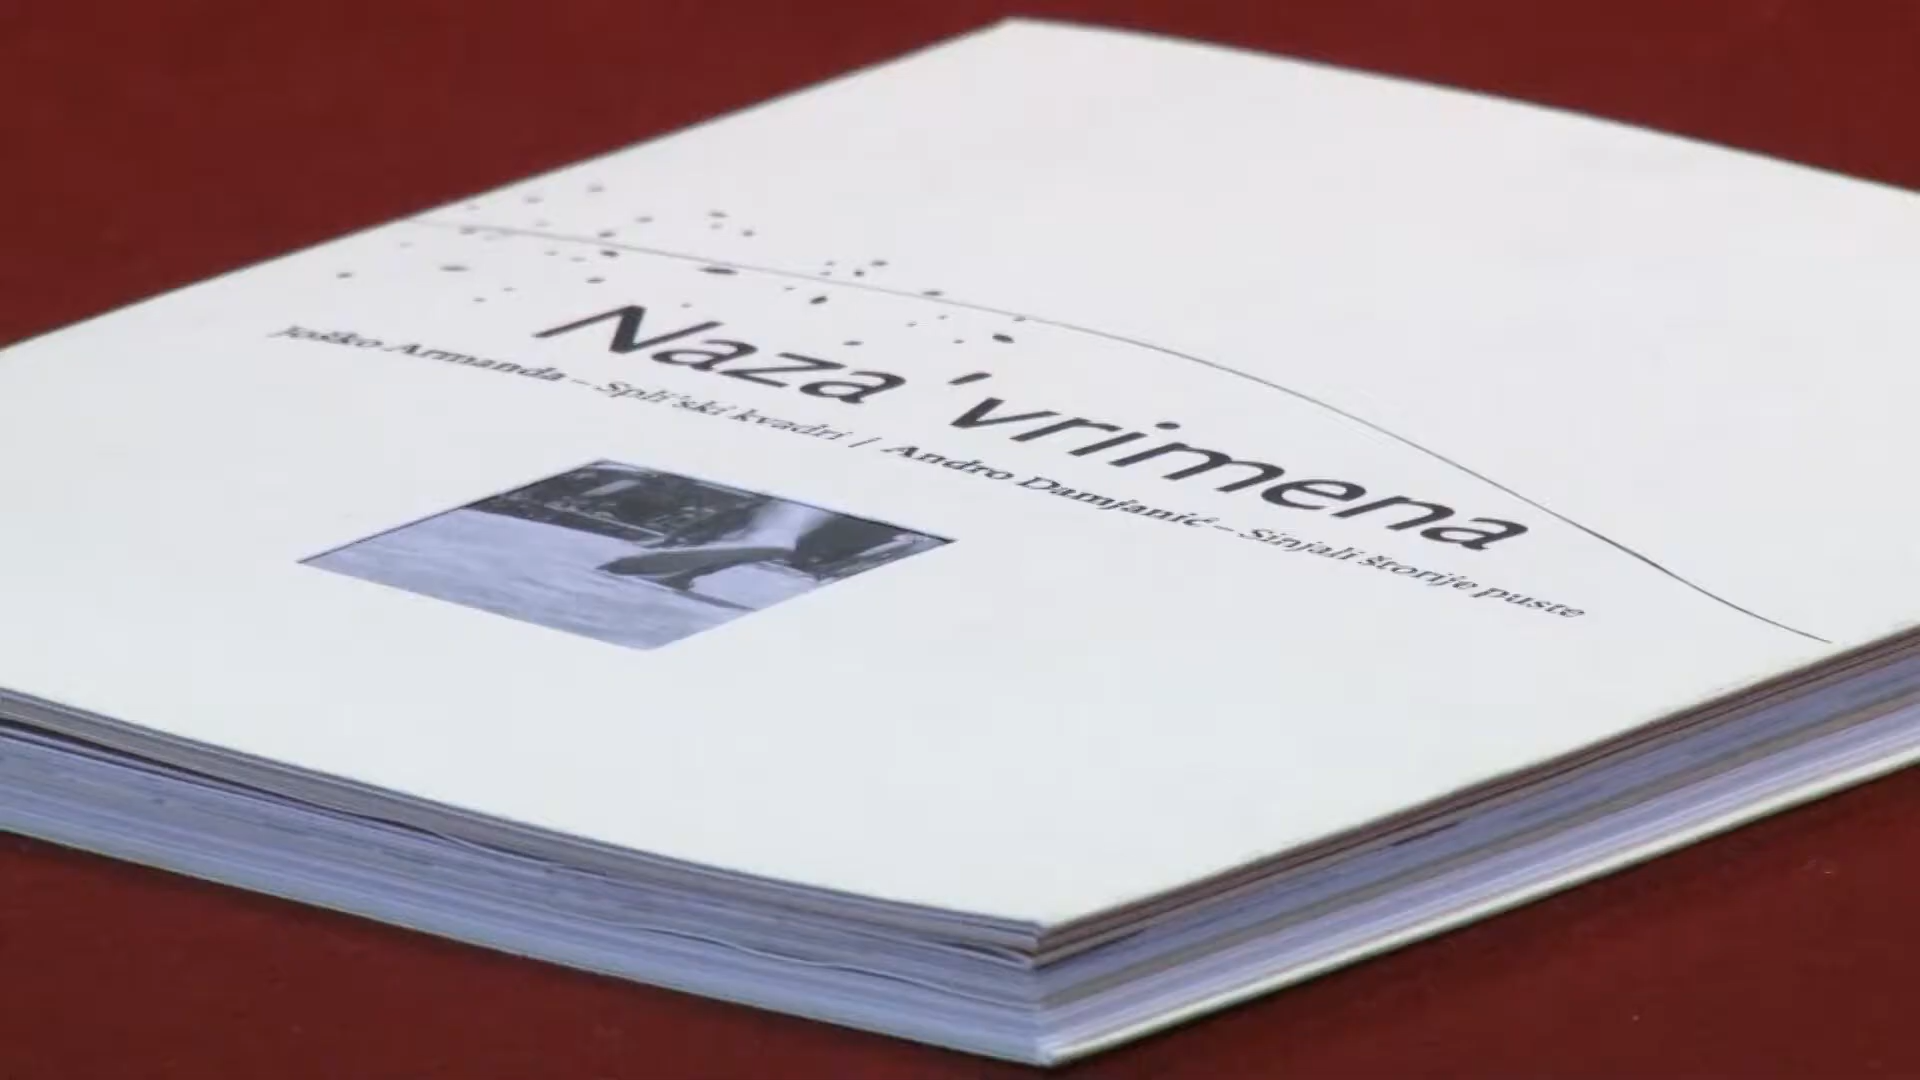 Naza 'vrimena
Joško Armanda – Spli'ski kvadri | Andro Damjanić – Sinjali štorije puste